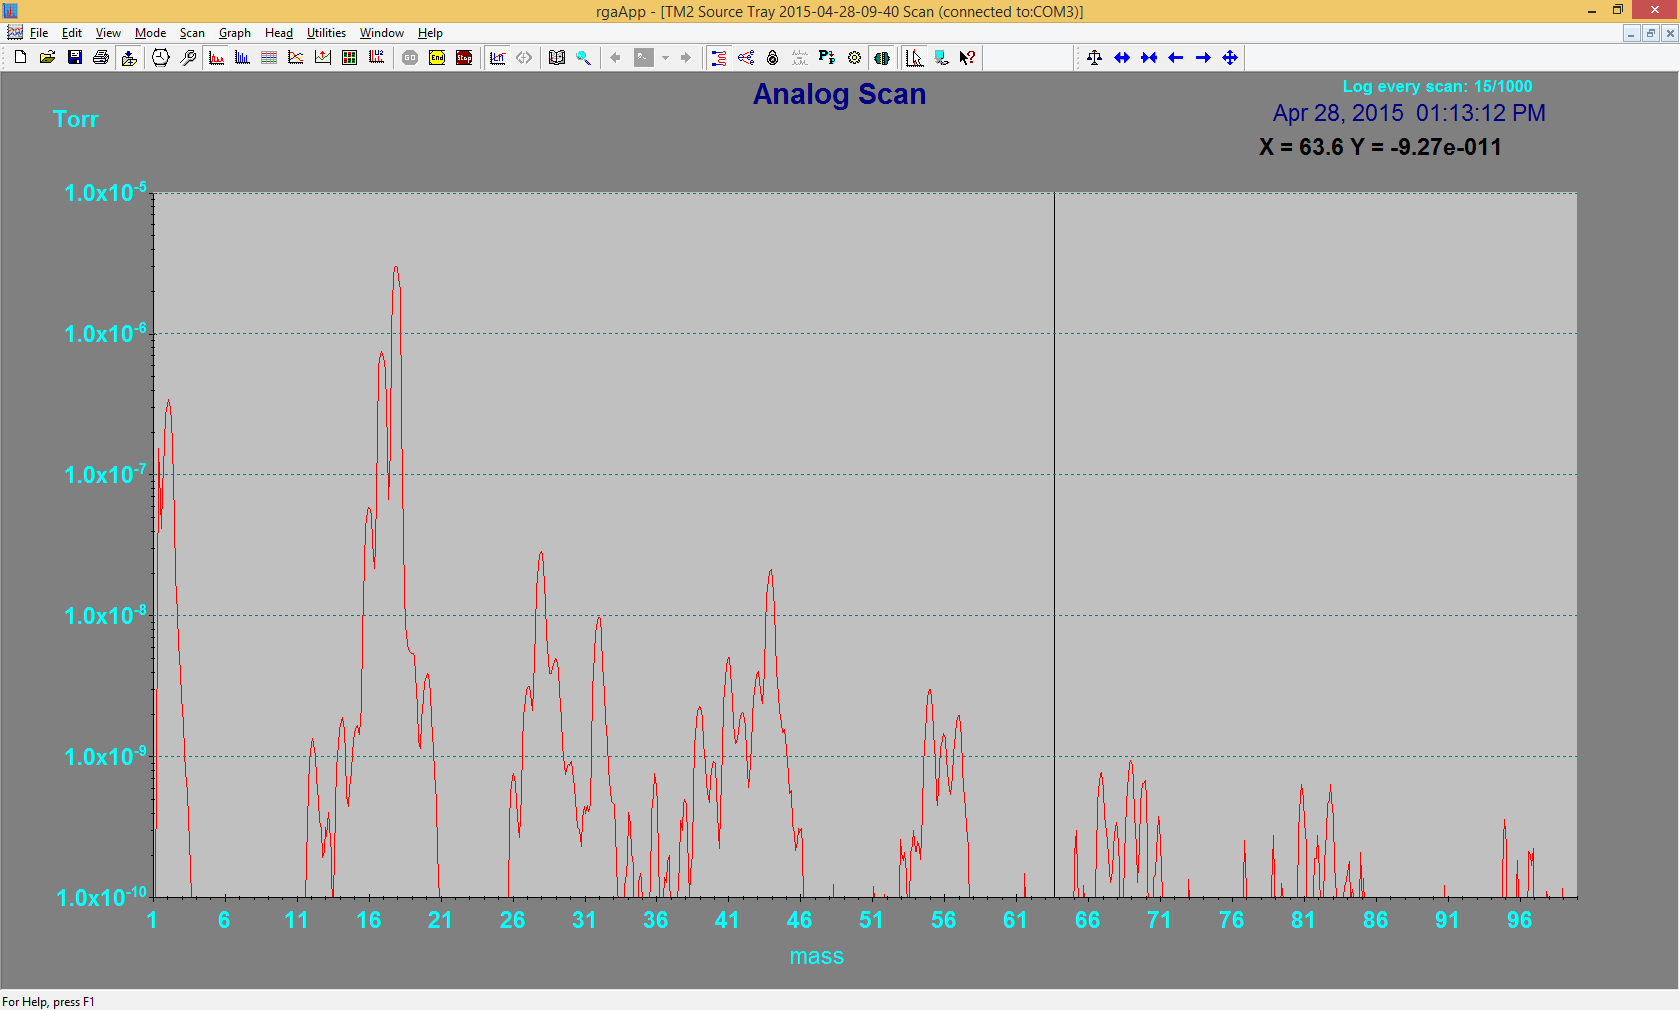 rgaApp - [TM2 Source Tray 2015-04-28-09-40 Scan (connected to:COM3)]
File Edit View Mode Scan Graph Head Utilities Window Help
GO End Stop
Analog Scan
Log every scan: 15/1000
Torr
Apr 28, 2015 01:13:12 PM
X = 63.6 Y = -9.27e-011
1.0x10-5
1.0x10-6
1.0x10-7
1.0x10-8
1.0x10-9
1.0x10-10
1 6 11 16 21 26 31 36 41 46 51 56 61 66 71 76 81 86 91 96
mass
For Help, press F1